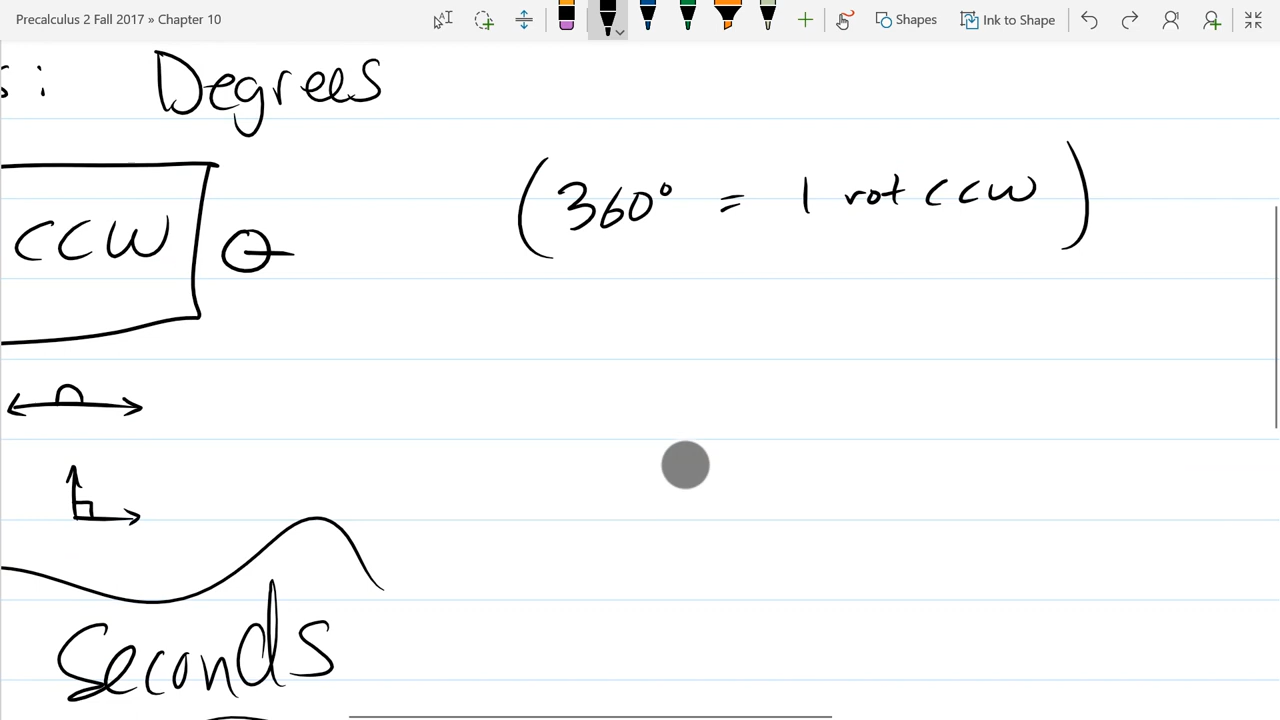 Precalculus 2 Fall 2017 » Chapter 10
Shapes
Ink to Shape
s: Degrees
(360° = 1 rot CCW)
CCW θ
Seconds